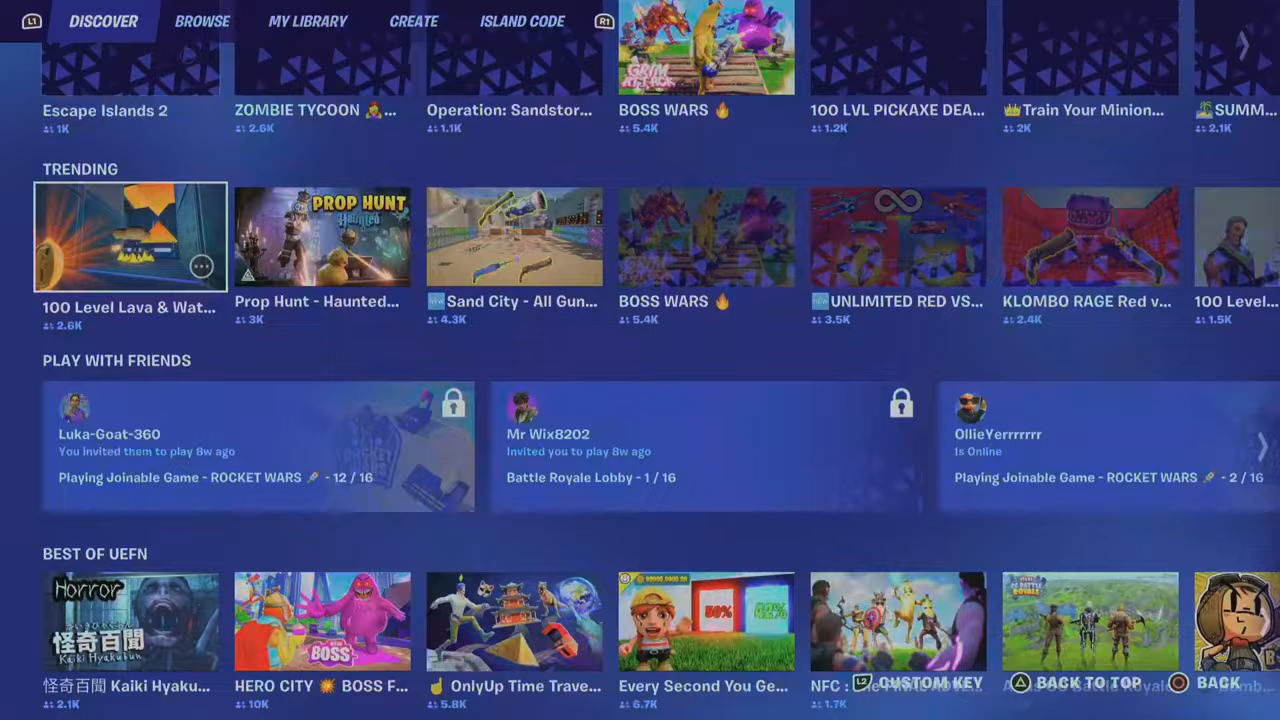 L1 DISCOVER BROWSE MY LIBRARY CREATE ISLAND CODE R1
Escape Islands 2
ZOMBIE TYCOON 🧟‍♀️...
Operation: Sandstor...
BOSS WARS 🔥
100 LVL PICKAXE DEA...
👑Train Your Minion...
🏝️SUMM...
1K
2.6K
1.1K
5.4K
1.2K
2K
2.1K
TRENDING
PROP HUNT
Haunted
100 Level Lava & Wat...
Prop Hunt - Haunted...
🆕Sand City - All Gun...
BOSS WARS 🔥
🆕UNLIMITED RED VS...
KLOMBO RAGE Red v...
100 Level...
2.6K
3K
4.3K
5.4K
3.5K
2.4K
1.5K
PLAY WITH FRIENDS
Luka-Goat-360
You invited them to play 8w ago
Playing Joinable Game - ROCKET WARS 🚀 - 12 / 16
Mr Wix8202
Invited you to play 8w ago
Battle Royale Lobby - 1 / 16
OllieYerrrrrrr
Is Online
Playing Joinable Game - ROCKET WARS 🚀 - 2 / 16
BEST OF UEFN
Horror
怪奇百聞
Kaiki Hyakubun
BOSS
50%
怪奇百聞 Kaiki Hyaku...
HERO CITY 💥 BOSS F...
☝️ OnlyUp Time Trave...
Every Second You Ge...
NFC :
2.1K
10K
5.8K
6.7K
1.7K
L2 CUSTOM KEY
BACK TO TOP
BACK